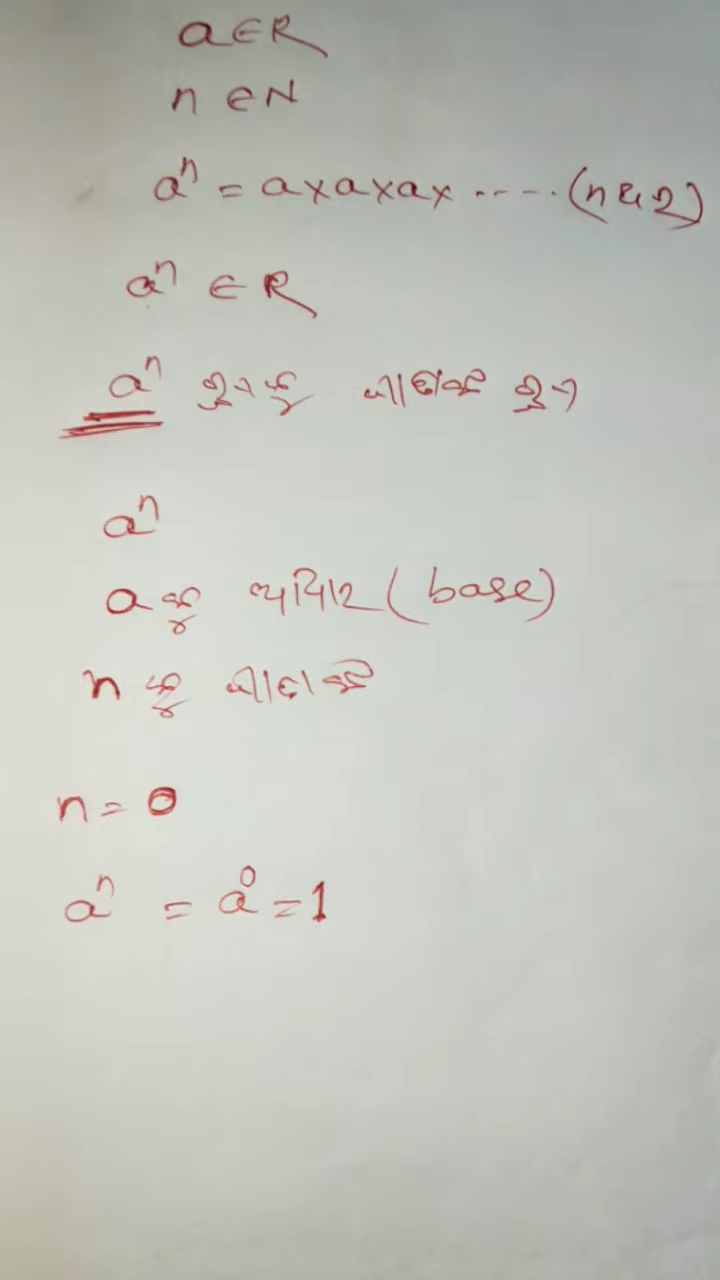 a∈R
n ∈ N
aⁿ = a×a×a× ----- (n ଥର)
aⁿ ∈ R
aⁿ କୁ ଘାତାଙ୍କ
aⁿ
a କୁ ଆଧାର (base)
n କୁ ଘାତାଙ୍କ
n = 0
aⁿ = a⁰ = 1